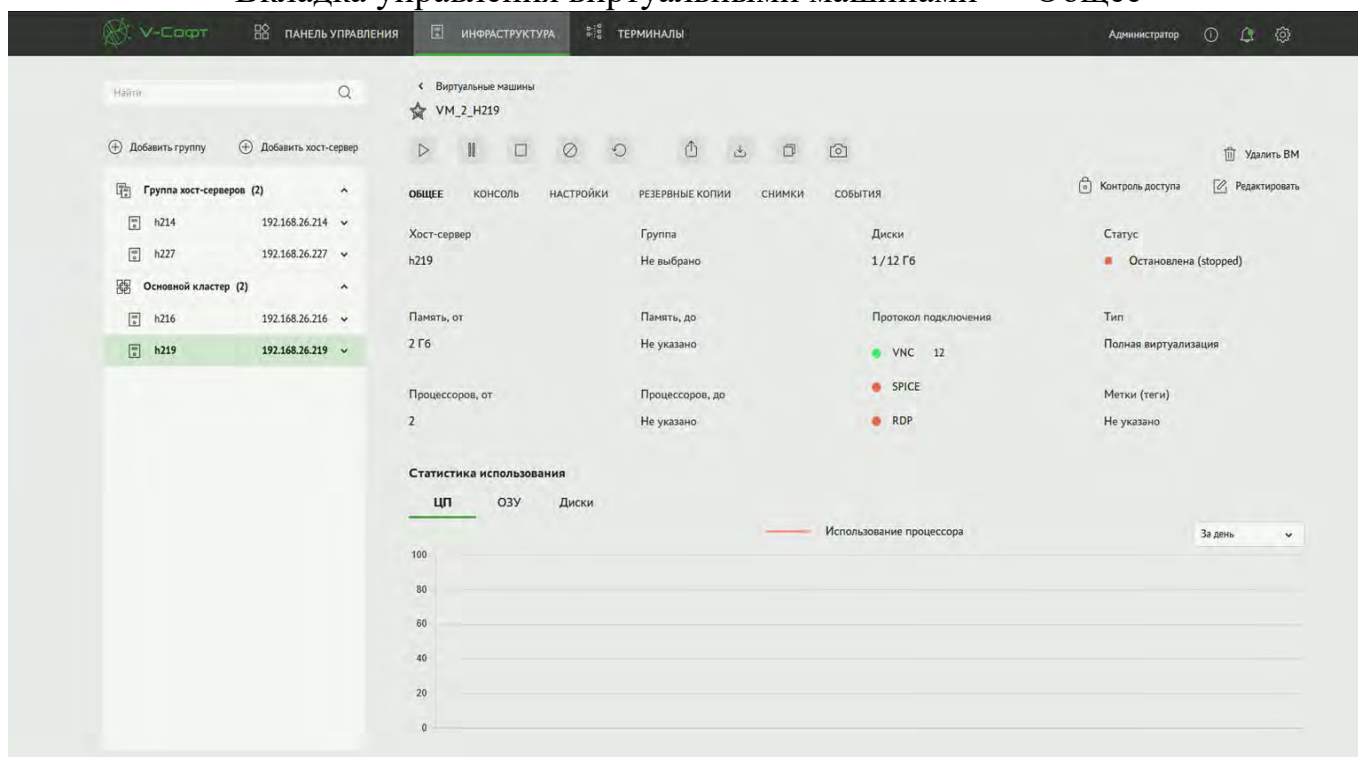 Вкладка управления виртуальными машинами — Общее
V-Софт
ПАНЕЛЬ УПРАВЛЕНИЯ
ИНФРАСТРУКТУРА
ТЕРМИНАЛЫ
Администратор
Найти
Добавить группу
Добавить хост-сервер
Группа хост-серверов (2)
h214 192.168.26.214
h227 192.168.26.227
Основной кластер (2)
h216 192.168.26.216
h219 192.168.26.219
Виртуальные машины
VM_2_H219
Удалить ВМ
Контроль доступа
Редактировать
ОБЩЕЕ КОНСОЛЬ НАСТРОЙКИ РЕЗЕРВНЫЕ КОПИИ СНИМКИ СОБЫТИЯ
Хост-сервер Группа Диски Статус
h219 Не выбрано 1/12 Гб Остановлена (stopped)
Память, от Память, до Протокол подключения Тип
2 Гб Не указано VNC 12 Полная виртуализация
SPICE
Процессоров, от Процессоров, до Метки (теги)
2 Не указано RDP Не указано
Статистика использования
ЦП ОЗУ Диски
Использование процессора
За день
100
80
60
40
20
0